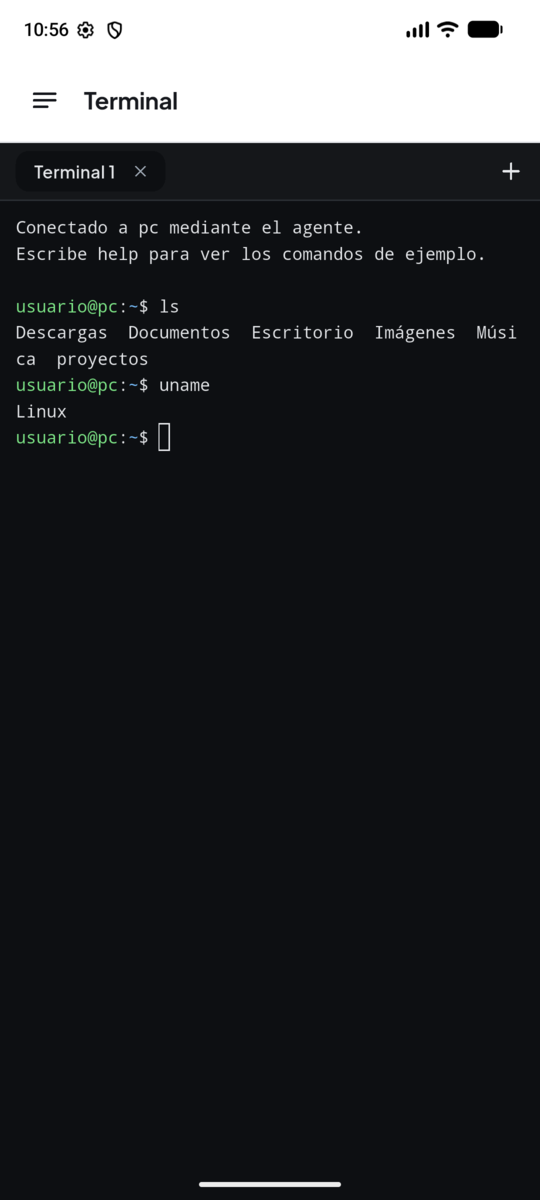 10:56
Terminal
Terminal 1
Conectado a pc mediante el agente.
Escribe help para ver los comandos de ejemplo.
usuario@pc:~$ ls
Descargas  Documentos  Escritorio  Imágenes  Músi
ca  proyectos
usuario@pc:~$ uname
Linux
usuario@pc:~$